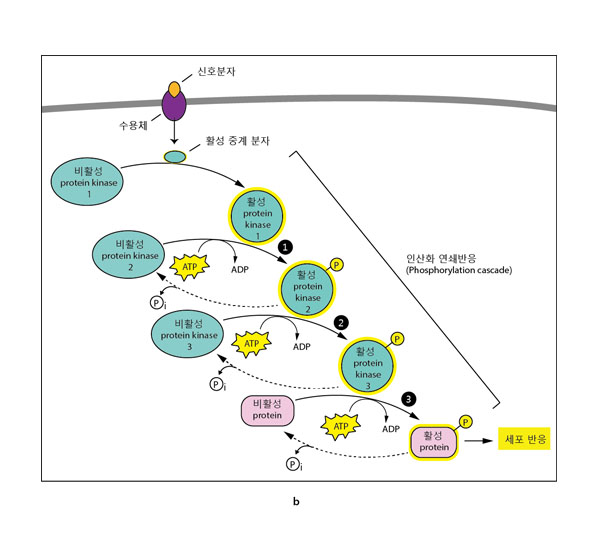 신호분자
수용체
활성 중계 분자
비활성
protein kinase
1
활성
protein
kinase
1
비활성
protein kinase
2
ATP
ADP
1
활성
protein
kinase
2
P
Pi
인산화 연쇄반응
(Phosphorylation cascade)
비활성
protein kinase
3
ATP
ADP
2
활성
protein
kinase
3
P
Pi
비활성
protein
ATP
ADP
3
활성
protein
P
Pi
세포 반응
b